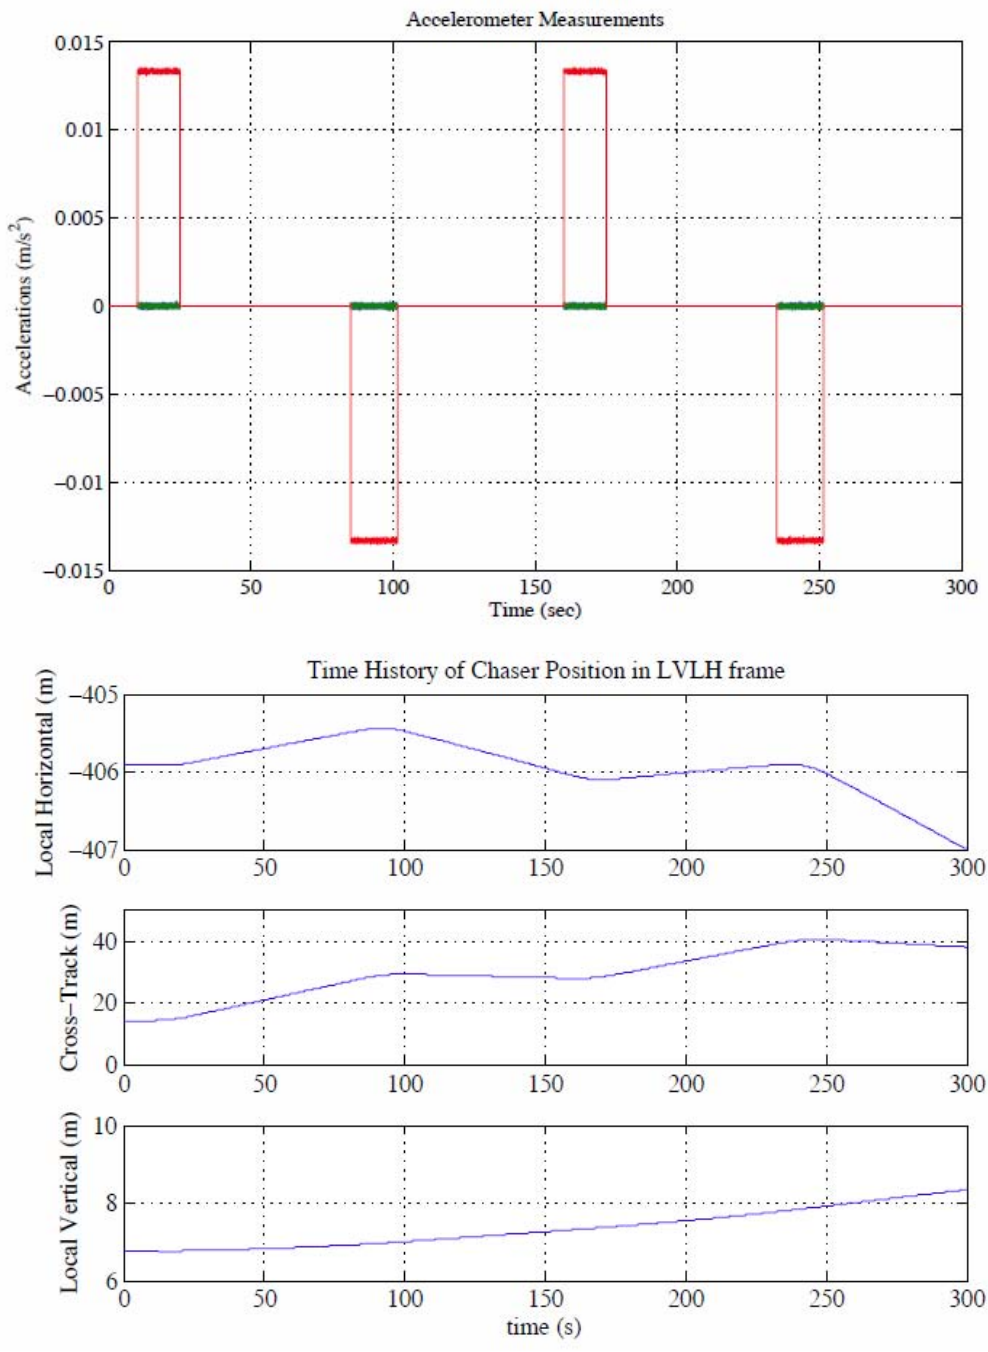 Accelerometer Measurements
Accelerations (m/s²)
0.015
0.01
0.005
0
−0.005
−0.01
−0.015
0 50 100 150 200 250 300
Time (sec)
Time History of Chaser Position in LVLH frame
Local Horizontal (m)
−405
−406
−407
0 50 100 150 200 250 300
Cross−Track (m)
40
20
0
0 50 100 150 200 250 300
Local Vertical (m)
10
8
6
0 50 100 150 200 250 300
time (s)